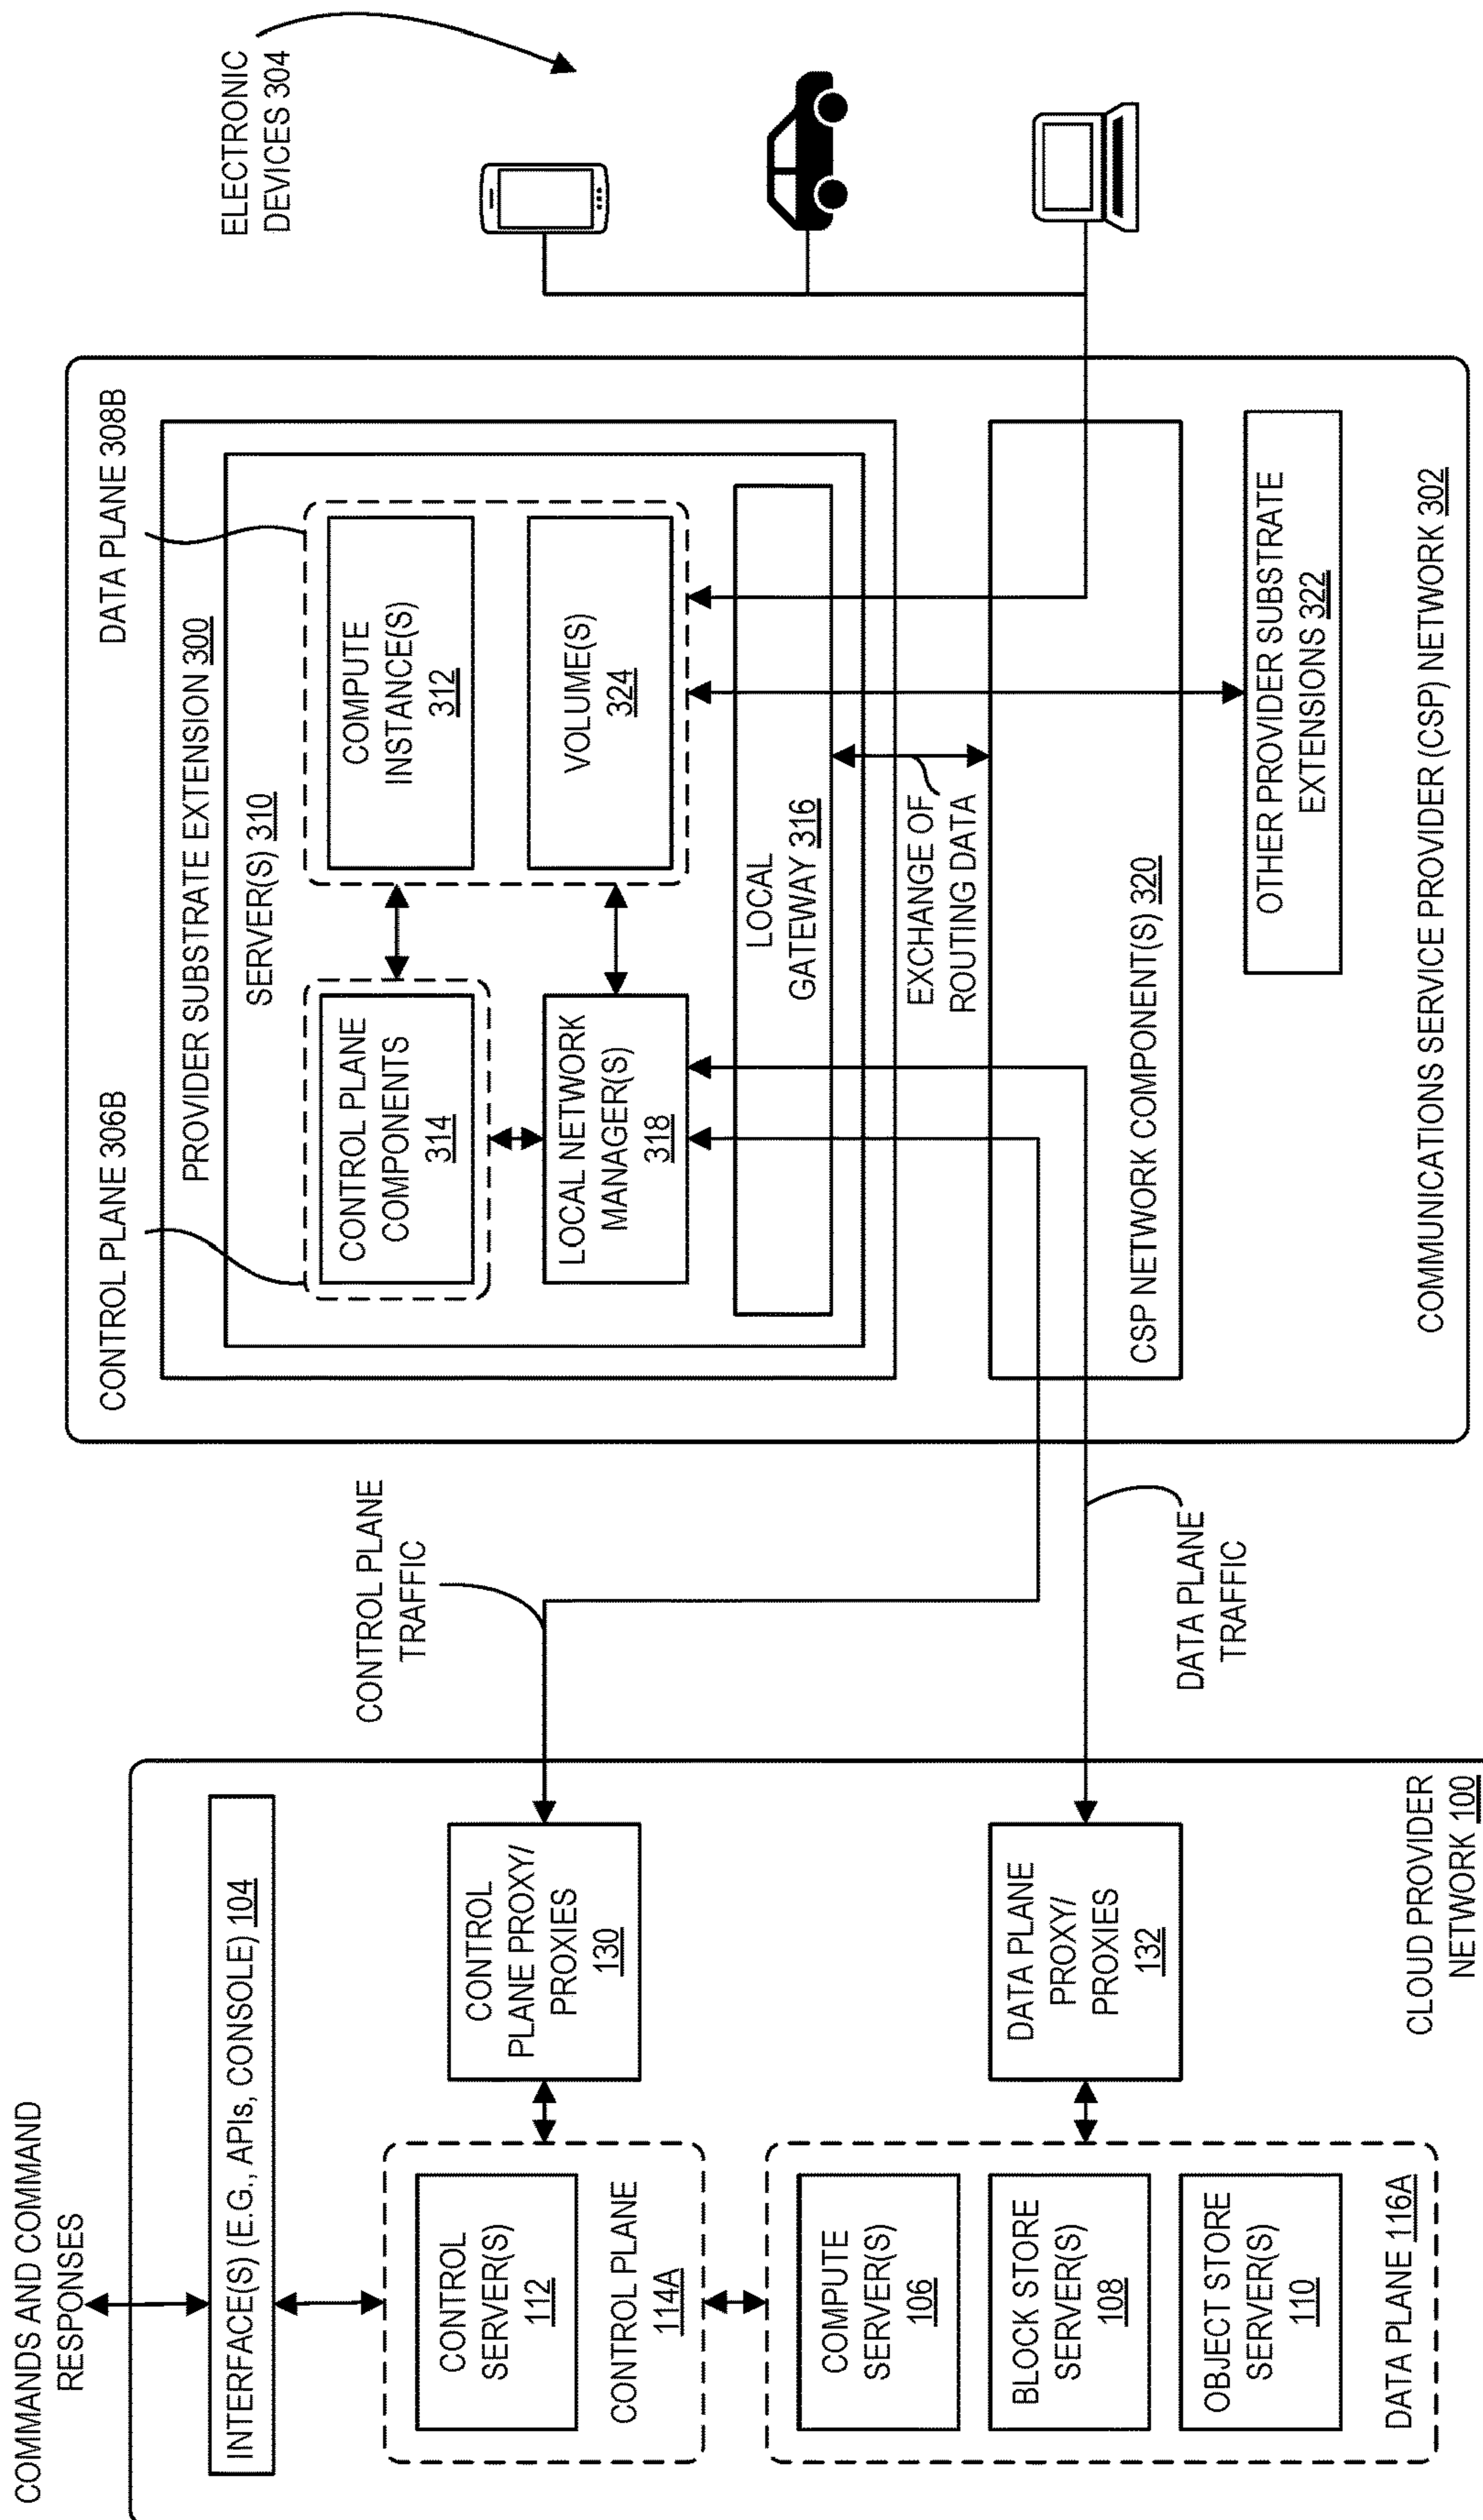 COMMANDS AND COMMAND
RESPONSES
INTERFACE(S) (E.G., APIs, CONSOLE) 104
CONTROL
SERVER(S)
112
CONTROL PLANE
114A
CONTROL
PLANE PROXY/
PROXIES
130
COMPUTE
SERVER(S)
106
BLOCK STORE
SERVER(S)
108
OBJECT STORE
SERVER(S)
110
DATA PLANE 116A
DATA PLANE
PROXY/
PROXIES
132
CLOUD PROVIDER
NETWORK 100
CONTROL PLANE
TRAFFIC
DATA PLANE
TRAFFIC
CONTROL PLANE 306B
DATA PLANE 308B
PROVIDER SUBSTRATE EXTENSION 300
SERVER(S) 310
CONTROL PLANE
COMPONENTS
314
COMPUTE
INSTANCE(S)
312
LOCAL NETWORK
MANAGER(S)
318
VOLUME(S)
324
LOCAL
GATEWAY 316
EXCHANGE OF
ROUTING DATA
CSP NETWORK COMPONENT(S) 320
OTHER PROVIDER SUBSTRATE
EXTENSIONS 322
COMMUNICATIONS SERVICE PROVIDER (CSP) NETWORK 302
ELECTRONIC
DEVICES 304